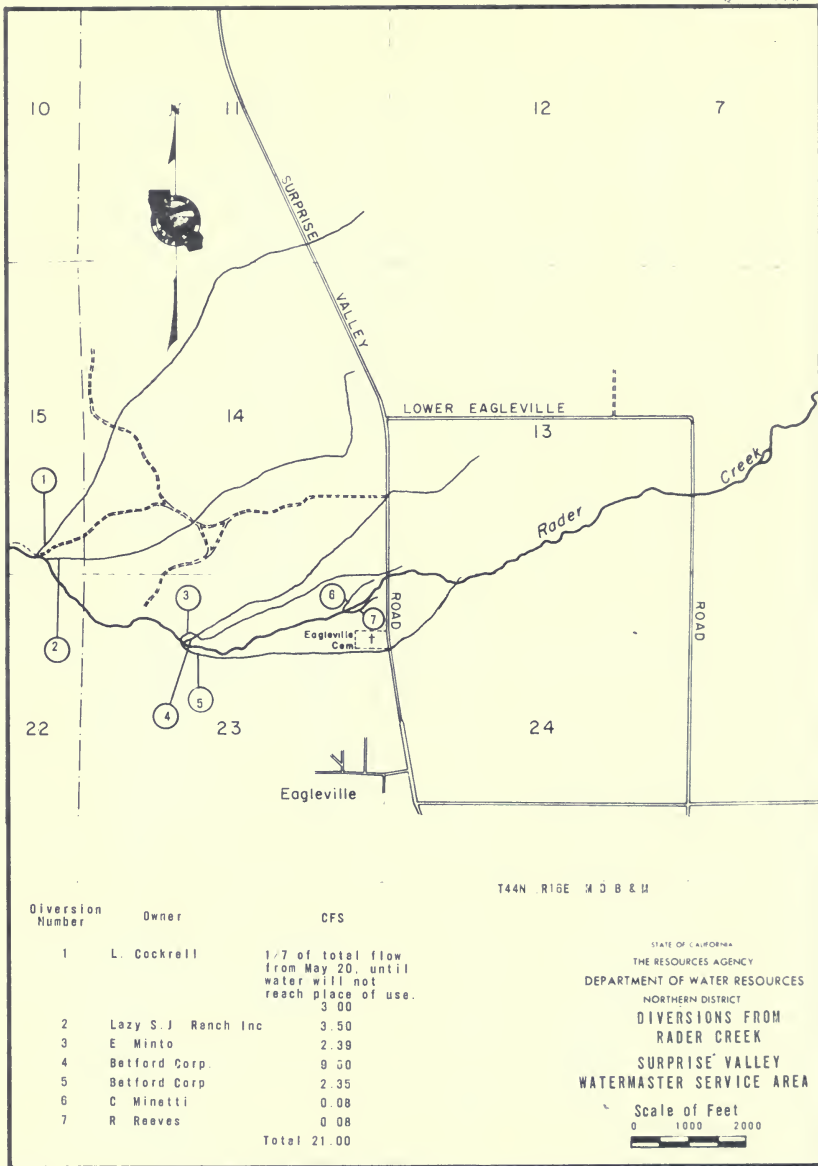 10
11
12
7
N
SURPRISE
VALLEY
15
14
LOWER EAGLEVILLE
13
1
Rader Creek
2
3
6
7
ROAD
ROAD
Eagleville
Cem
4
5
22
23
24
Eagleville
T44N R16E M D B & M
Diversion Number
Owner
CFS
1 L. Cockrell 1/7 of total flow
from May 20, until
water will not
reach place of use.
3 00
2 Lazy S.J Ranch Inc 3.50
3 E Minto 2.39
4 Betford Corp. 9 60
5 Betford Corp 2.35
6 C Minetti 0.08
7 R Reeves 0 08
Total 21.00
STATE OF CALIFORNIA
THE RESOURCES AGENCY
DEPARTMENT OF WATER RESOURCES
NORTHERN DISTRICT
DIVERSIONS FROM
RADER CREEK
SURPRISE VALLEY
WATERMASTER SERVICE AREA
Scale of Feet
0 1000 2000